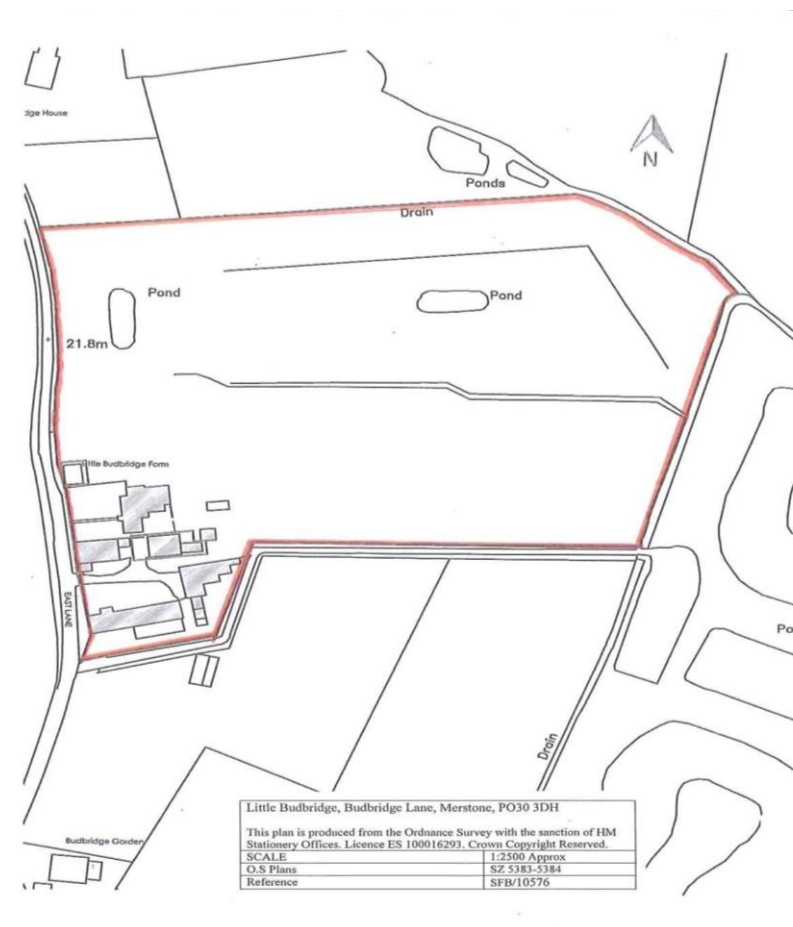 dge House
N
Ponds
Drain
Pond
Pond
21.8m
ttle Budbridge Farm
EAST LANE
Po
Drain
Budbridge Garden
Little Budbridge, Budbridge Lane, Merstone, PO30 3DH
This plan is produced from the Ordnance Survey with the sanction of HM
Stationery Offices. Licence ES 100016293. Crown Copyright Reserved.
SCALE 1:2500 Approx
O.S Plans SZ 5383-5384
Reference SFB/10576